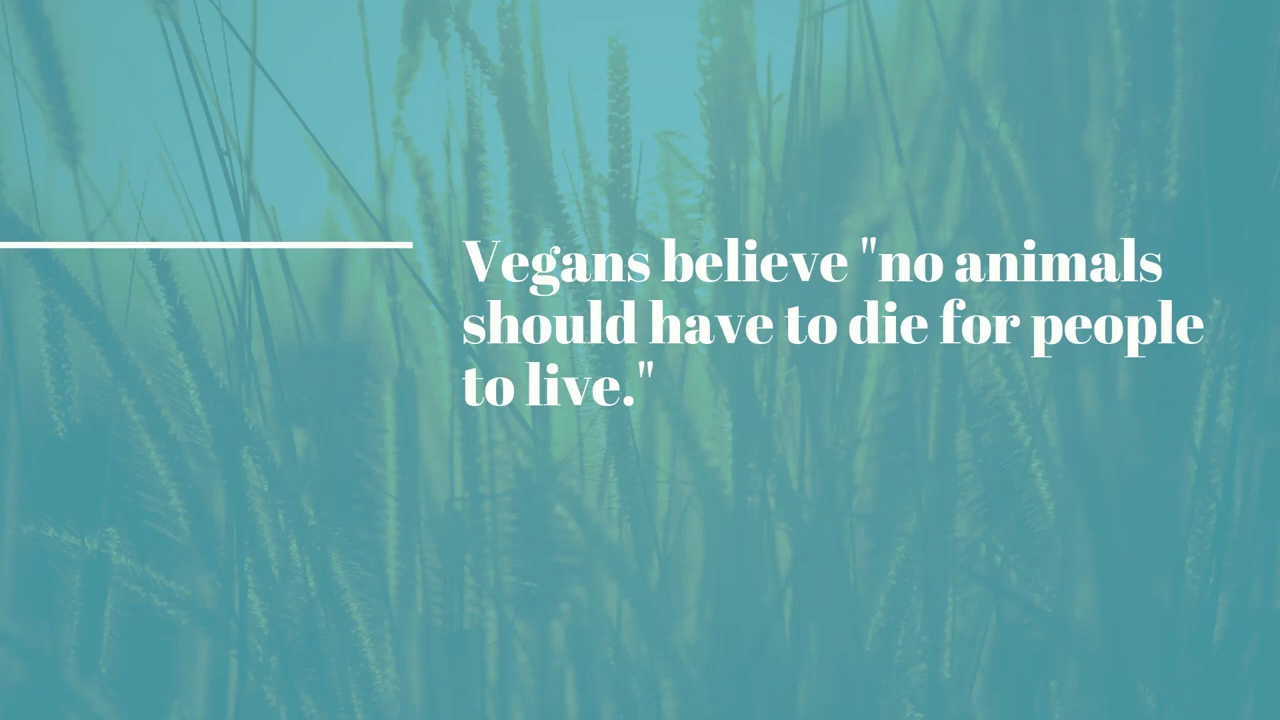 Vegans believe "no animals
should have to die for people
to live."